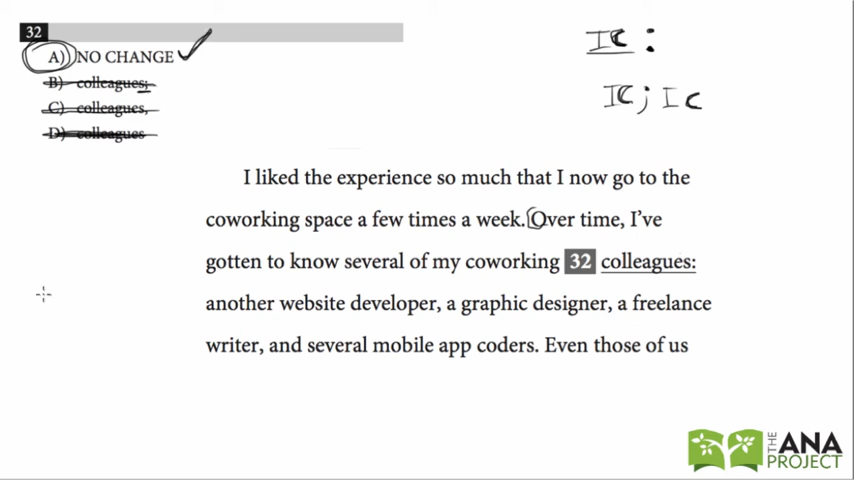 32
A) NO CHANGE
B) colleagues;
C) colleagues,
D) colleagues
IC :
IC ; IC
I liked the experience so much that I now go to the
coworking space a few times a week. Over time, I've
gotten to know several of my coworking 32 colleagues:
another website developer, a graphic designer, a freelance
writer, and several mobile app coders. Even those of us
THE ANA PROJECT